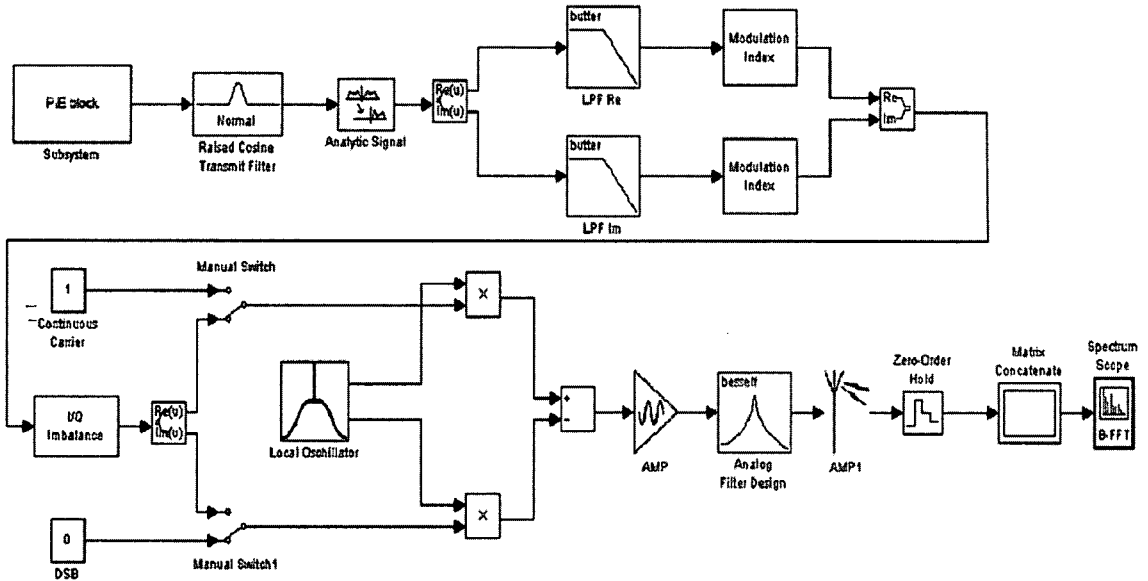 butter
LPF Re
Modulation
Index
PIE block
Subsystem
Normal
Raised Cosine
Transmit Filter
Analytic Signal
Re(u)
Im(u)
Re
Im
butter
LPF Im
Modulation
Index
Manual Switch
1
Continuous
Carrier
X
I/Q
Imbalance
Re(u)
Im(u)
Local Oschillator
+
-
AMP
besself
Analog
Filter Design
AMP1
Zero-Order
Hold
Matrix
Concatenate
Spectrum
Scope
B-FFT
X
0
DSB
Manual Switch1